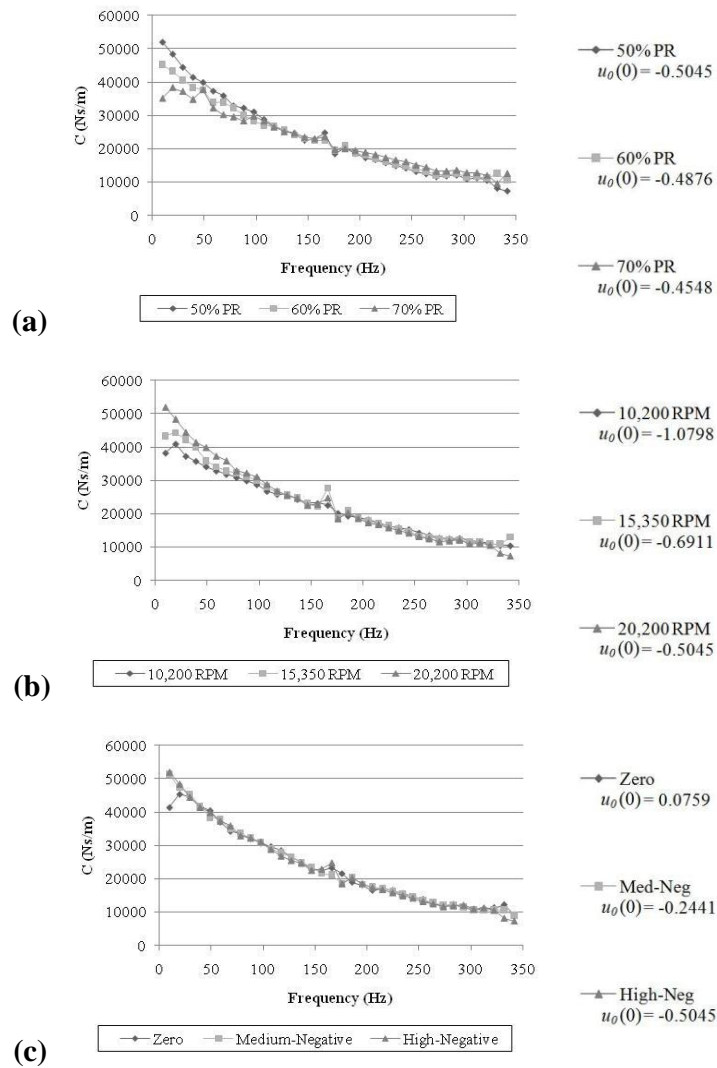 60000
50000
40000
30000
20000
10000
0
C (Ns/m)
0 50 100 150 200 250 300 350
Frequency (Hz)
50% PR 60% PR 70% PR
(a)
50% PR
u0(0) = -0.5045
60% PR
u0(0) = -0.4876
70% PR
u0(0) = -0.4548
60000
50000
40000
30000
20000
10000
0
C (Ns/m)
0 50 100 150 200 250 300 350
Frequency (Hz)
10,200 RPM 15,350 RPM 20,200 RPM
(b)
10,200 RPM
u0(0) = -1.0798
15,350 RPM
u0(0) = -0.6911
20,200 RPM
u0(0) = -0.5045
60000
50000
40000
30000
20000
10000
0
C (Ns/m)
0 50 100 150 200 250 300 350
Frequency (Hz)
Zero Medium-Negative High-Negative
(c)
Zero
u0(0) = 0.0759
Med-Neg
u0(0) = -0.2441
High-Neg
u0(0) = -0.5045